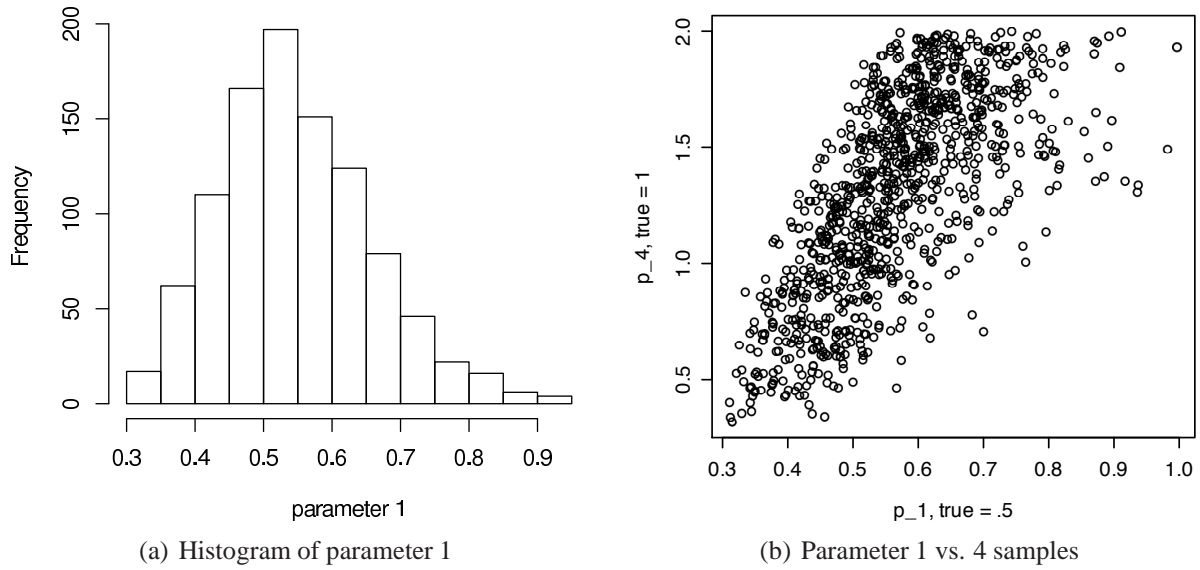 Frequency
200
150
100
50
0
0.3 0.4 0.5 0.6 0.7 0.8 0.9
parameter 1
(a) Histogram of parameter 1
p_4, true = 1
2.0
1.5
1.0
0.5
0.3 0.4 0.5 0.6 0.7 0.8 0.9 1.0
p_1, true = .5
(b) Parameter 1 vs. 4 samples